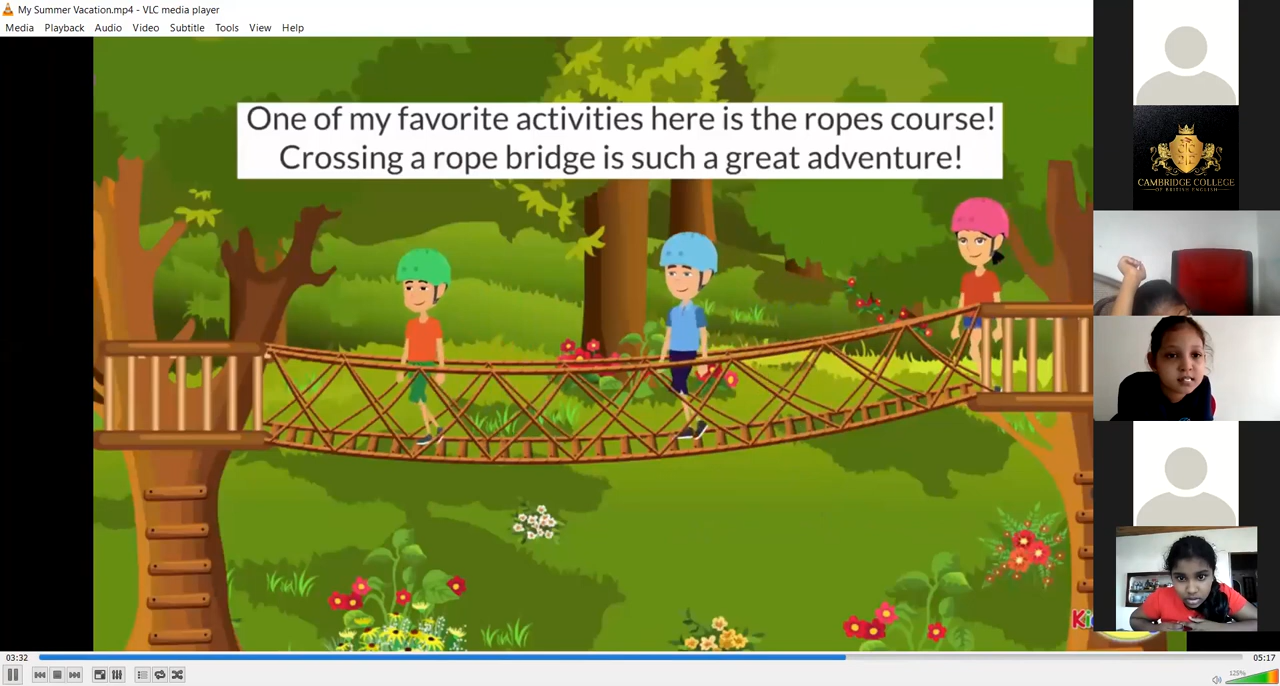 My Summer Vacation.mp4 - VLC media player
Media Playback Audio Video Subtitle Tools View Help
One of my favorite activities here is the ropes course!
Crossing a rope bridge is such a great adventure!
CAMBRIDGE COLLEGE
OF BRITISH ENGLISH
03:32
05:17
125%